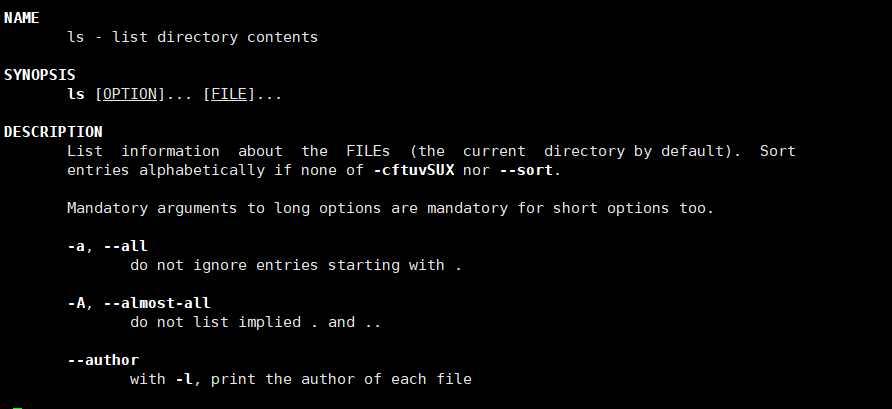 NAME
ls - list directory contents
SYNOPSIS
ls [OPTION]... [FILE]...
DESCRIPTION
List  information  about  the  FILEs  (the  current  directory by default).  Sort
entries alphabetically if none of -cftuvSUX nor --sort.
Mandatory arguments to long options are mandatory for short options too.
-a, --all
do not ignore entries starting with .
-A, --almost-all
do not list implied . and ..
--author
with -l, print the author of each file